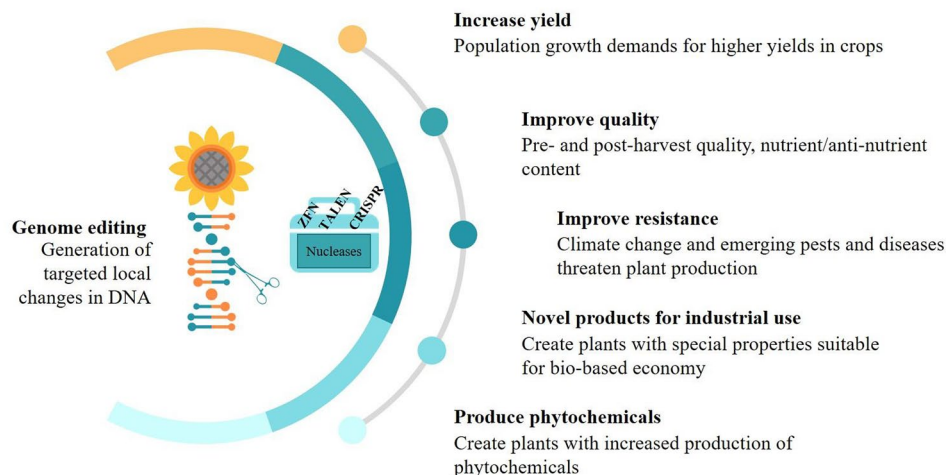 Increase yield
Population growth demands for higher yields in crops
Improve quality
Pre- and post-harvest quality, nutrient/anti-nutrient
content
Genome editing
Generation of
targeted local
changes in DNA
ZFN
TALEN
CRISPR
Nucleases
Improve resistance
Climate change and emerging pests and diseases
threaten plant production
Novel products for industrial use
Create plants with special properties suitable
for bio-based economy
Produce phytochemicals
Create plants with increased production of
phytochemicals